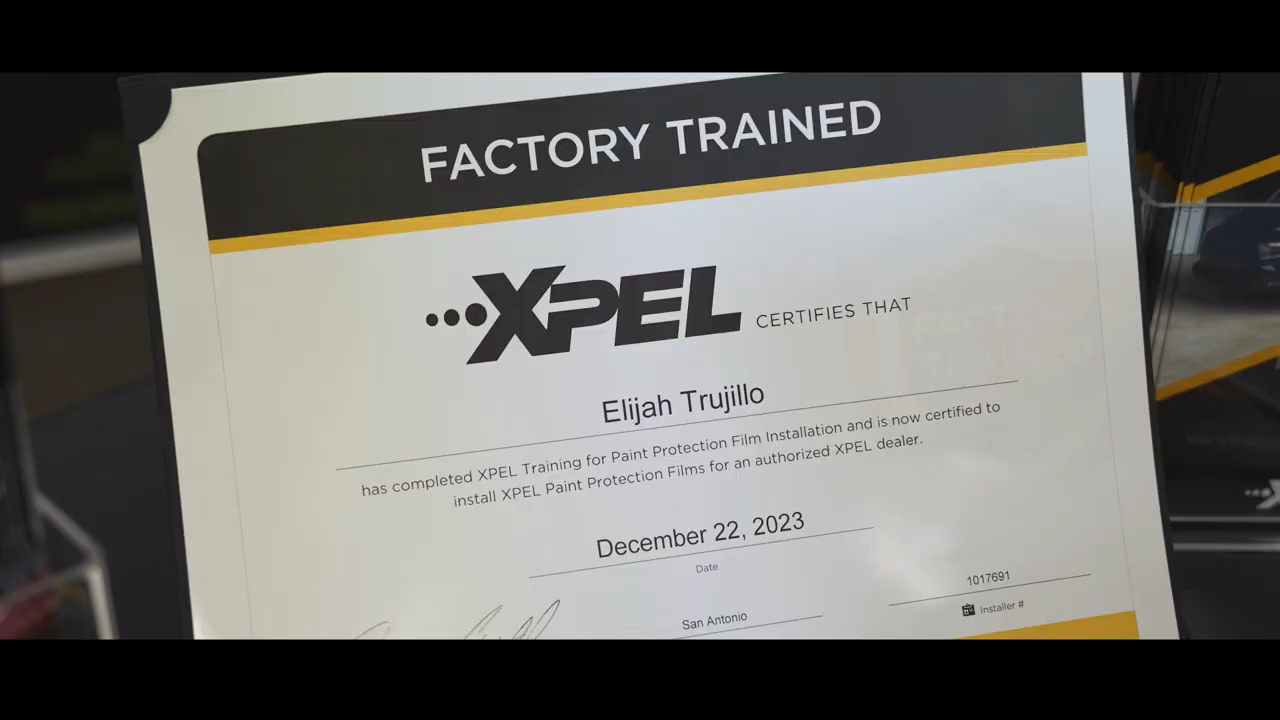 FACTORY TRAINED
XPEL CERTIFIES THAT
FACTORY
TRAINED
Elijah Trujillo
has completed XPEL Training for Paint Protection Film Installation and is now certified to
install XPEL Paint Protection Films for an authorized XPEL dealer.
December 22, 2023
Date
1017691
Installer #
San Antonio